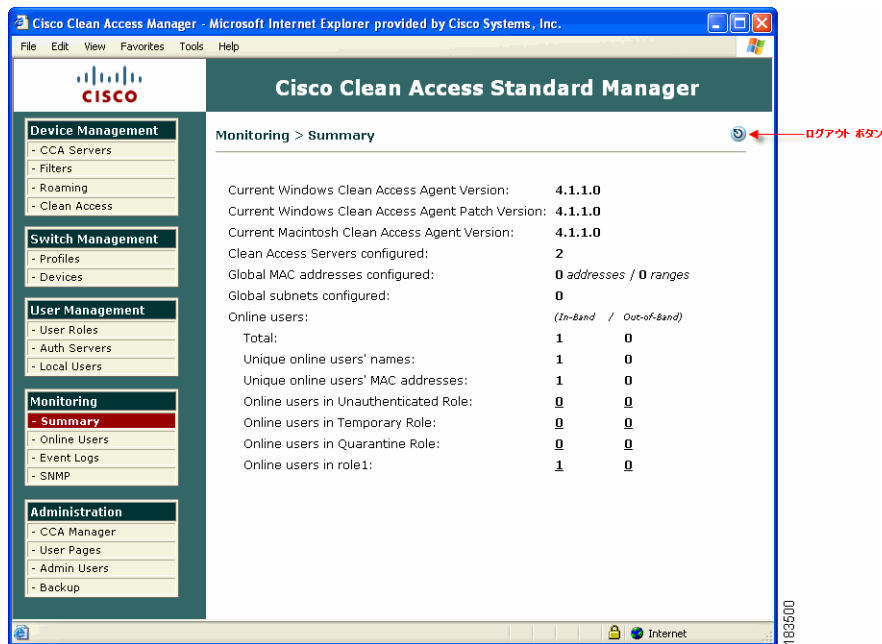 Cisco Clean Access Manager - Microsoft Internet Explorer provided by Cisco Systems, Inc.
File Edit View Favorites Tools Help
CISCO
Cisco Clean Access Standard Manager
Device Management
- CCA Servers
- Filters
- Roaming
- Clean Access
Switch Management
- Profiles
- Devices
User Management
- User Roles
- Auth Servers
- Local Users
Monitoring
- Summary
- Online Users
- Event Logs
- SNMP
Administration
- CCA Manager
- User Pages
- Admin Users
- Backup
Monitoring > Summary
ログアウト ボタン
Current Windows Clean Access Agent Version: 4.1.1.0
Current Windows Clean Access Agent Patch Version: 4.1.1.0
Current Macintosh Clean Access Agent Version: 4.1.1.0
Clean Access Servers configured: 2
Global MAC addresses configured: 0 addresses / 0 ranges
Global subnets configured: 0
Online users: (In-Band / Out-of-Band)
Total: 1 0
Unique online users' names: 1 0
Unique online users' MAC addresses: 1 0
Online users in Unauthenticated Role: 0 0
Online users in Temporary Role: 0 0
Online users in Quarantine Role: 0 0
Online users in role1: 1 0
Internet
183500